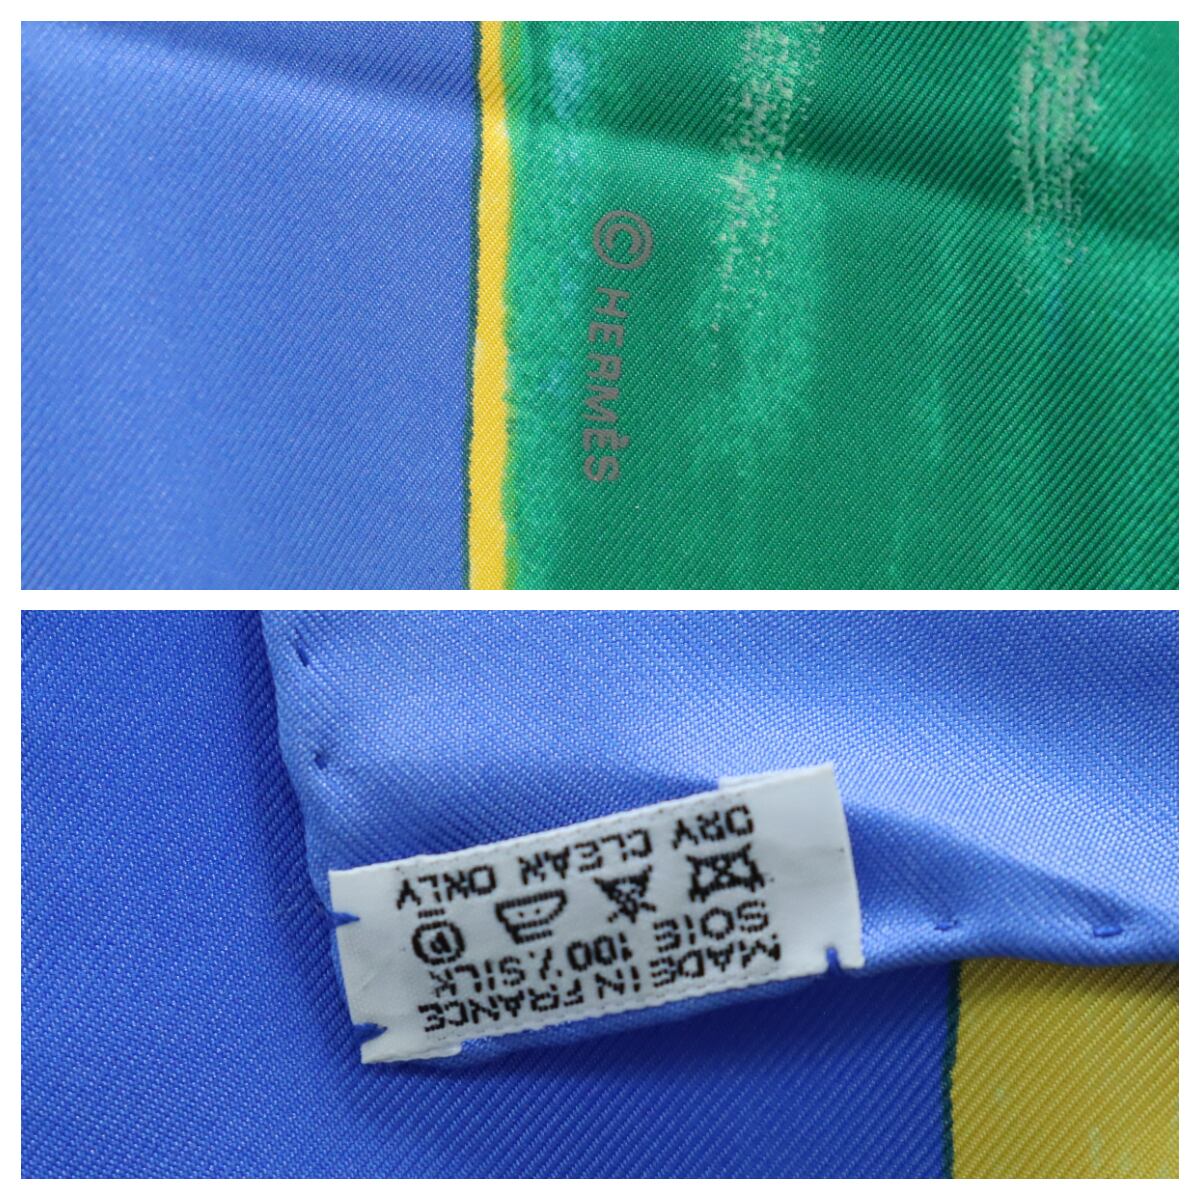 © HERMÈS
MADE IN FRANCE
SOIE 100% SILK
P
DRY CLEAN ONLY